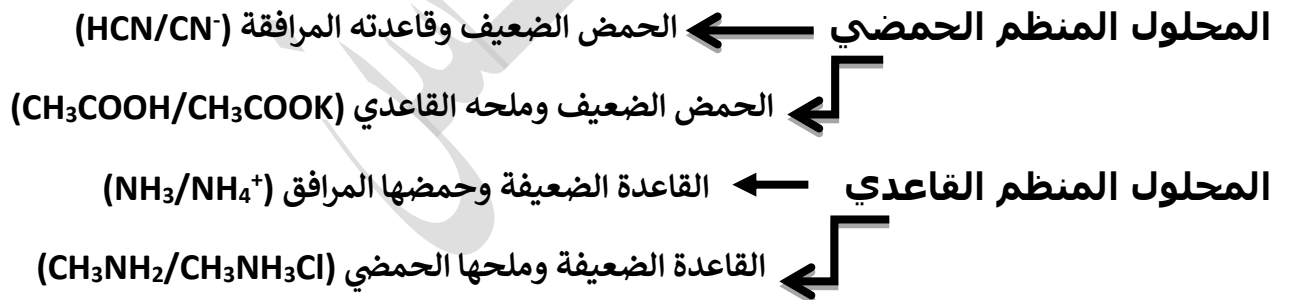 المحلول المنظم الحمضي الحمض الضعيف وقاعدته المرافقة (HCN/CN⁻)
الحمض الضعيف وملحه القاعدي (CH₃COOH/CH₃COOK)
المحلول المنظم القاعدي القاعدة الضعيفة وحمضها المرافق (NH₃/NH₄⁺)
القاعدة الضعيفة وملحها الحمضي (CH₃NH₂/CH₃NH₃Cl)